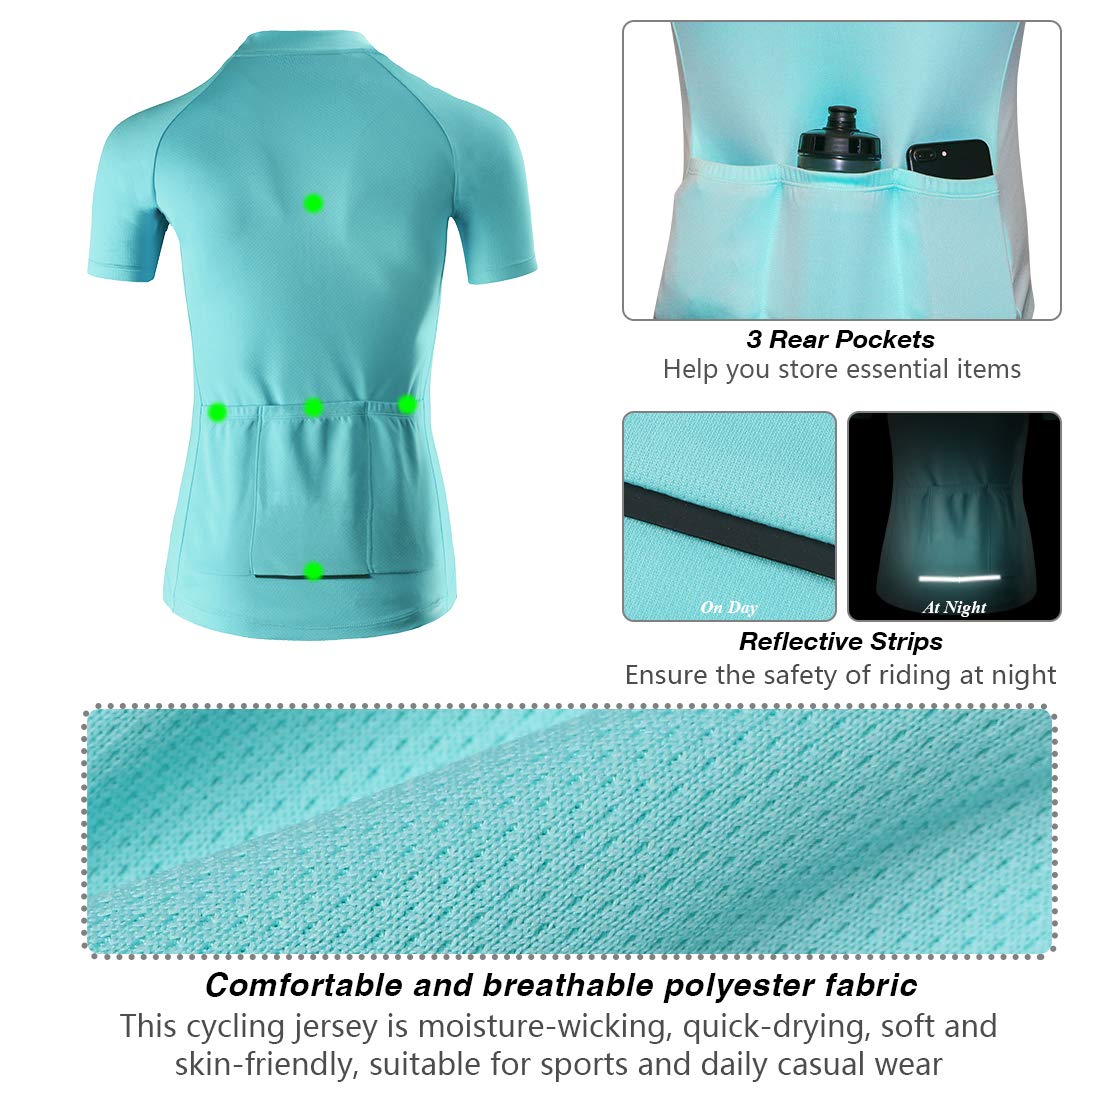 3 Rear Pockets
Help you store essential items
On Day
At Night
Reflective Strips
Ensure the safety of riding at night
Comfortable and breathable polyester fabric
This cycling jersey is moisture-wicking, quick-drying, soft and
skin-friendly, suitable for sports and daily casual wear